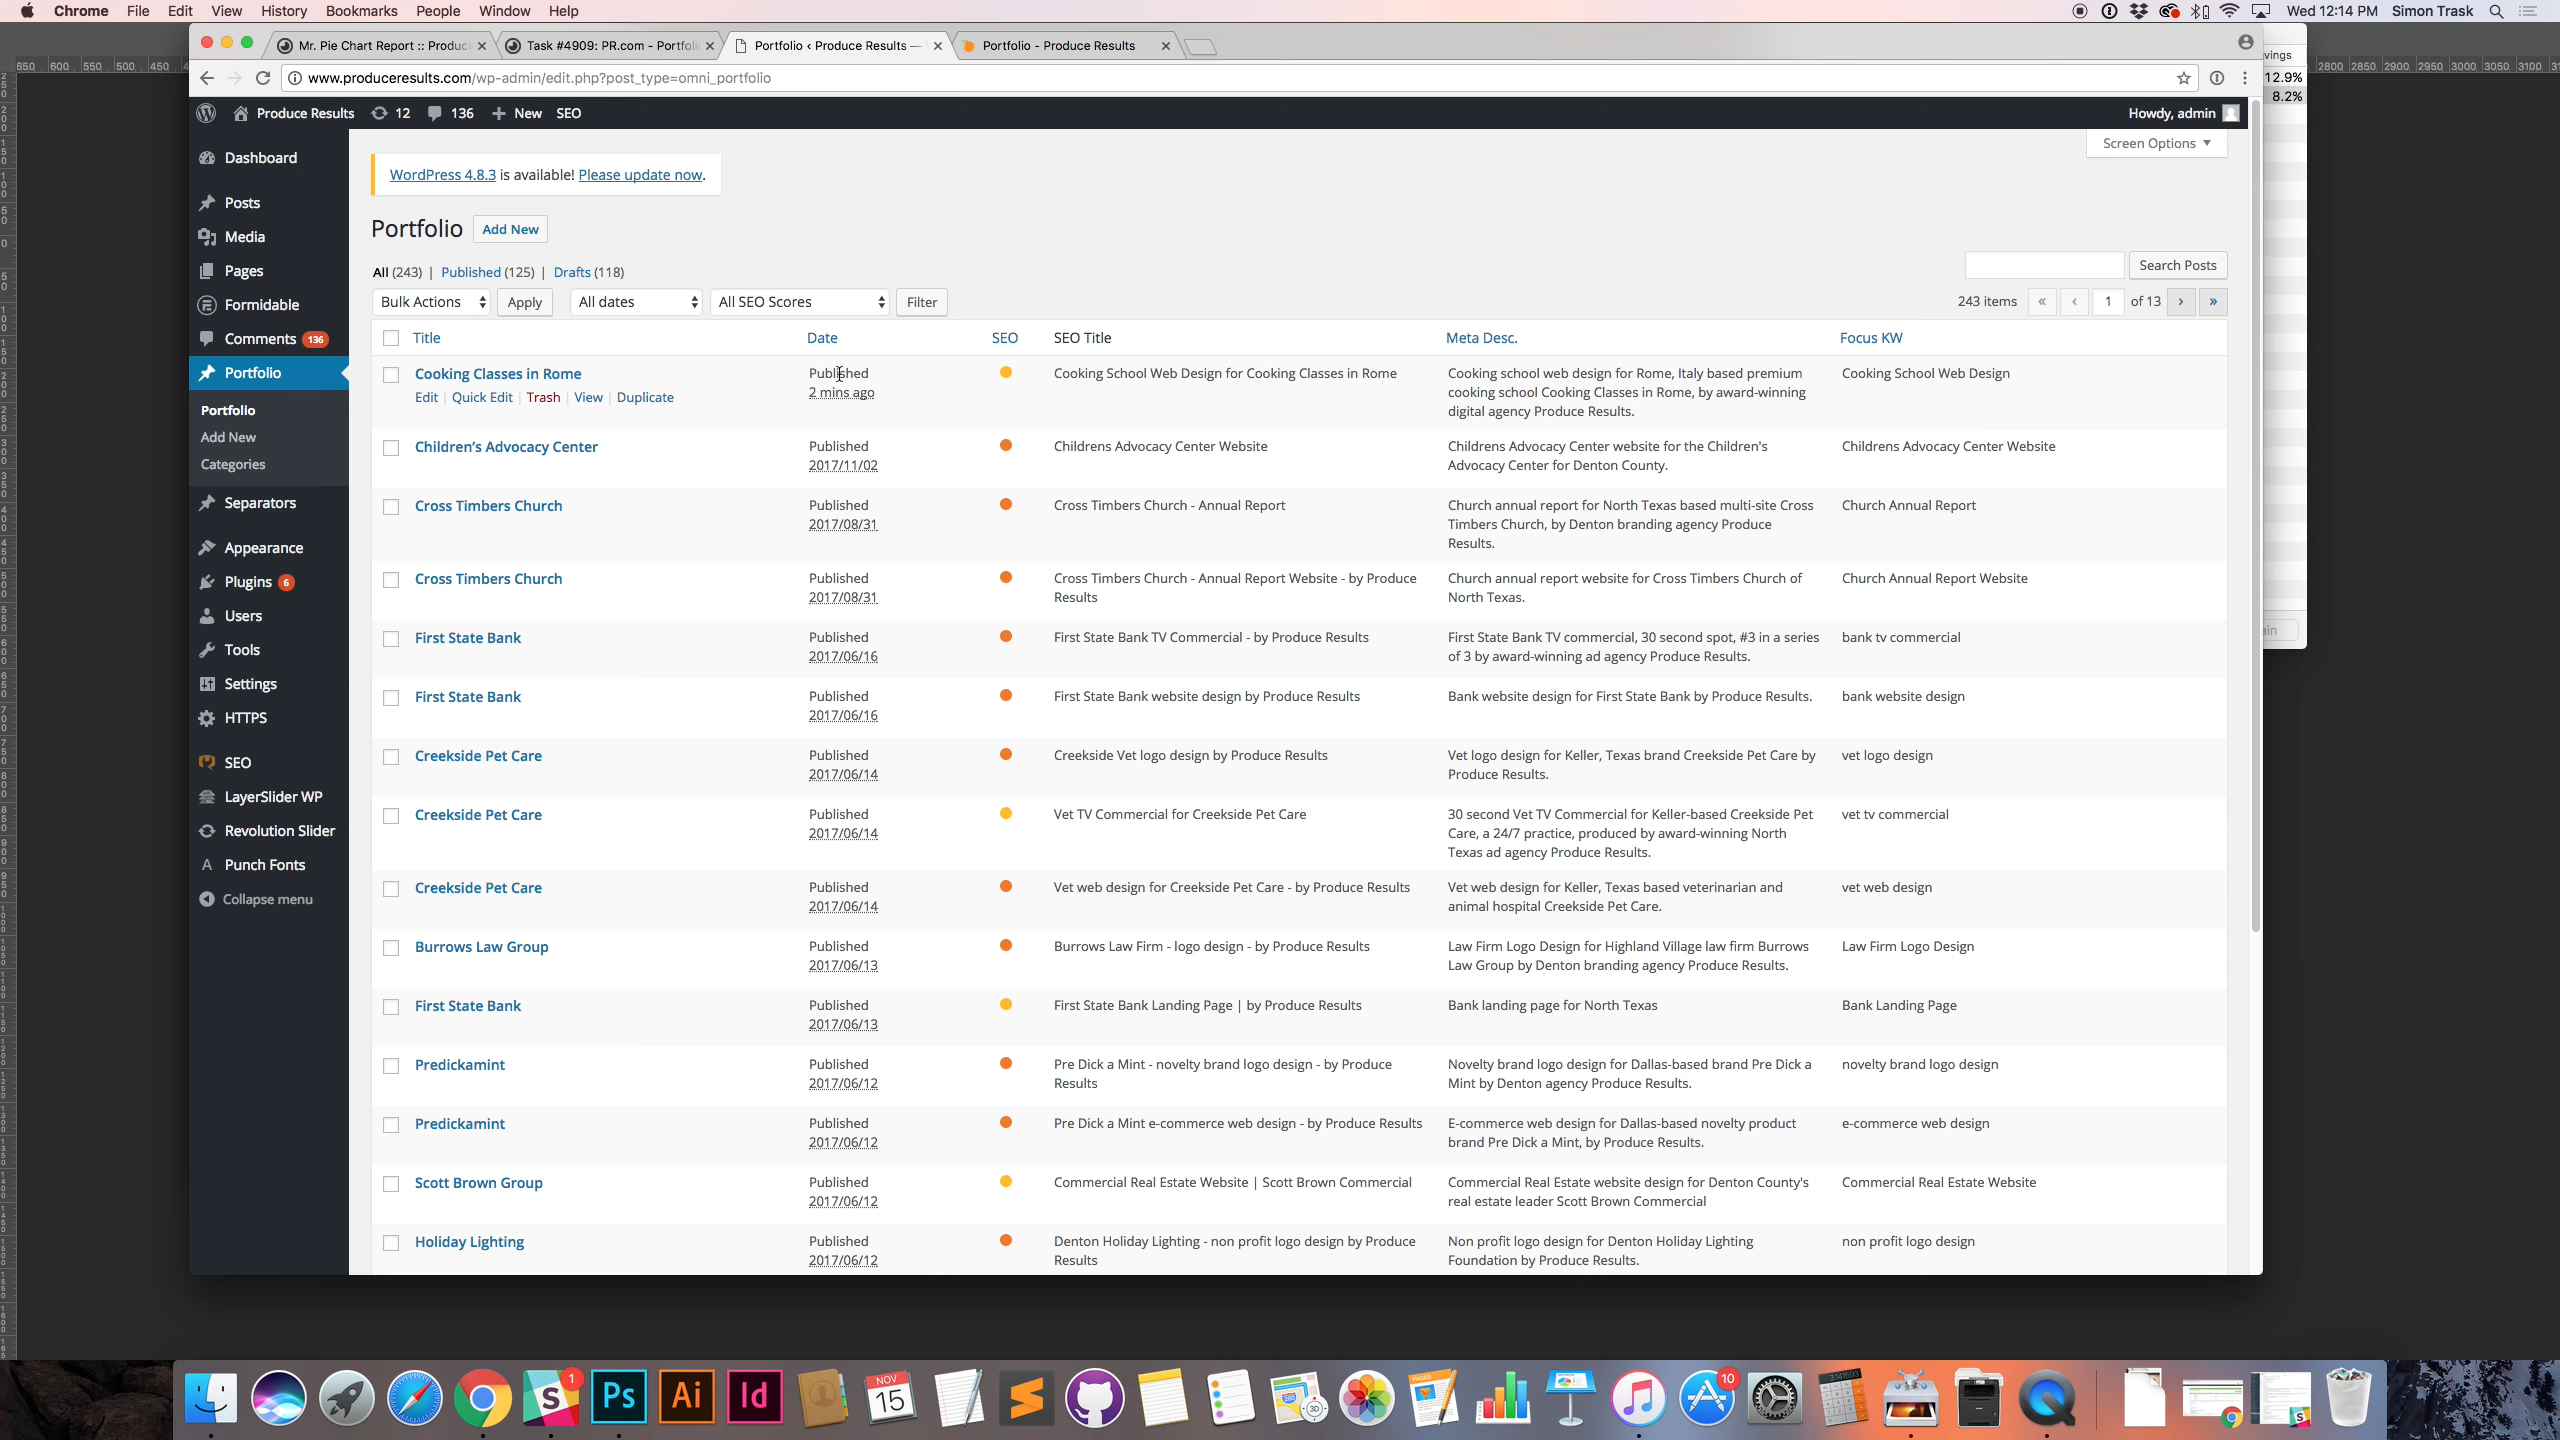 Chrome File Edit View History Bookmarks People Window Help
Wed 12:14 PM Simon Trask
Mr. Pie Chart Report :: Produce
Task #4909: PR.com - Portfoli
Portfolio ‹ Produce Results —
Portfolio - Produce Results
www.produceresults.com/wp-admin/edit.php?post_type=omni_portfolio
vings
12.9%
8.2%
Produce Results 12 136 New SEO
Howdy, admin
Screen Options
Dashboard
Posts
Media
Pages
Formidable
Comments 136
Portfolio
Portfolio
Add New
Categories
Separators
Appearance
Plugins 6
Users
Tools
Settings
HTTPS
SEO
LayerSlider WP
Revolution Slider
Punch Fonts
Collapse menu
WordPress 4.8.3 is available! Please update now.
Portfolio Add New
All (243) | Published (125) | Drafts (118)
Search Posts
Bulk Actions Apply All dates All SEO Scores Filter
243 items « ‹ 1 of 13 › »
Title Date SEO SEO Title Meta Desc. Focus KW
Cooking Classes in Rome
Edit | Quick Edit | Trash | View | Duplicate
Published
2 mins ago
Cooking School Web Design for Cooking Classes in Rome
Cooking school web design for Rome, Italy based premium
cooking school Cooking Classes in Rome, by award-winning
digital agency Produce Results.
Cooking School Web Design
Children’s Advocacy Center
Published
2017/11/02
Childrens Advocacy Center Website
Childrens Advocacy Center website for the Children's
Advocacy Center for Denton County.
Childrens Advocacy Center Website
Cross Timbers Church
Published
2017/08/31
Cross Timbers Church - Annual Report
Church annual report for North Texas based multi-site Cross
Timbers Church, by Denton branding agency Produce
Results.
Church Annual Report
Cross Timbers Church
Published
2017/08/31
Cross Timbers Church - Annual Report Website - by Produce
Results
Church annual report website for Cross Timbers Church of
North Texas.
Church Annual Report Website
First State Bank
Published
2017/06/16
First State Bank TV Commercial - by Produce Results
First State Bank TV commercial, 30 second spot, #3 in a series
of 3 by award-winning ad agency Produce Results.
bank tv commercial
First State Bank
Published
2017/06/16
First State Bank website design by Produce Results
Bank website design for First State Bank by Produce Results.
bank website design
Creekside Pet Care
Published
2017/06/14
Creekside Vet logo design by Produce Results
Vet logo design for Keller, Texas brand Creekside Pet Care by
Produce Results.
vet logo design
Creekside Pet Care
Published
2017/06/14
Vet TV Commercial for Creekside Pet Care
30 second Vet TV Commercial for Keller-based Creekside Pet
Care, a 24/7 practice, produced by award-winning North
Texas ad agency Produce Results.
vet tv commercial
Creekside Pet Care
Published
2017/06/14
Vet web design for Creekside Pet Care - by Produce Results
Vet web design for Keller, Texas based veterinarian and
animal hospital Creekside Pet Care.
vet web design
Burrows Law Group
Published
2017/06/13
Burrows Law Firm - logo design - by Produce Results
Law Firm Logo Design for Highland Village law firm Burrows
Law Group by Denton branding agency Produce Results.
Law Firm Logo Design
First State Bank
Published
2017/06/13
First State Bank Landing Page | by Produce Results
Bank landing page for North Texas
Bank Landing Page
Predickamint
Published
2017/06/12
Pre Dick a Mint - novelty brand logo design - by Produce
Results
Novelty brand logo design for Dallas-based brand Pre Dick a
Mint by Denton agency Produce Results.
novelty brand logo design
Predickamint
Published
2017/06/12
Pre Dick a Mint e-commerce web design - by Produce Results
E-commerce web design for Dallas-based novelty product
brand Pre Dick a Mint, by Produce Results.
e-commerce web design
Scott Brown Group
Published
2017/06/12
Commercial Real Estate Website | Scott Brown Commercial
Commercial Real Estate website design for Denton County's
real estate leader Scott Brown Commercial
Commercial Real Estate Website
Holiday Lighting
Published
2017/06/12
Denton Holiday Lighting - non profit logo design by Produce
Results
Non profit logo design for Denton Holiday Lighting
Foundation by Produce Results.
non profit logo design
1
Ps Ai Id
NOV
15
PAGES
10